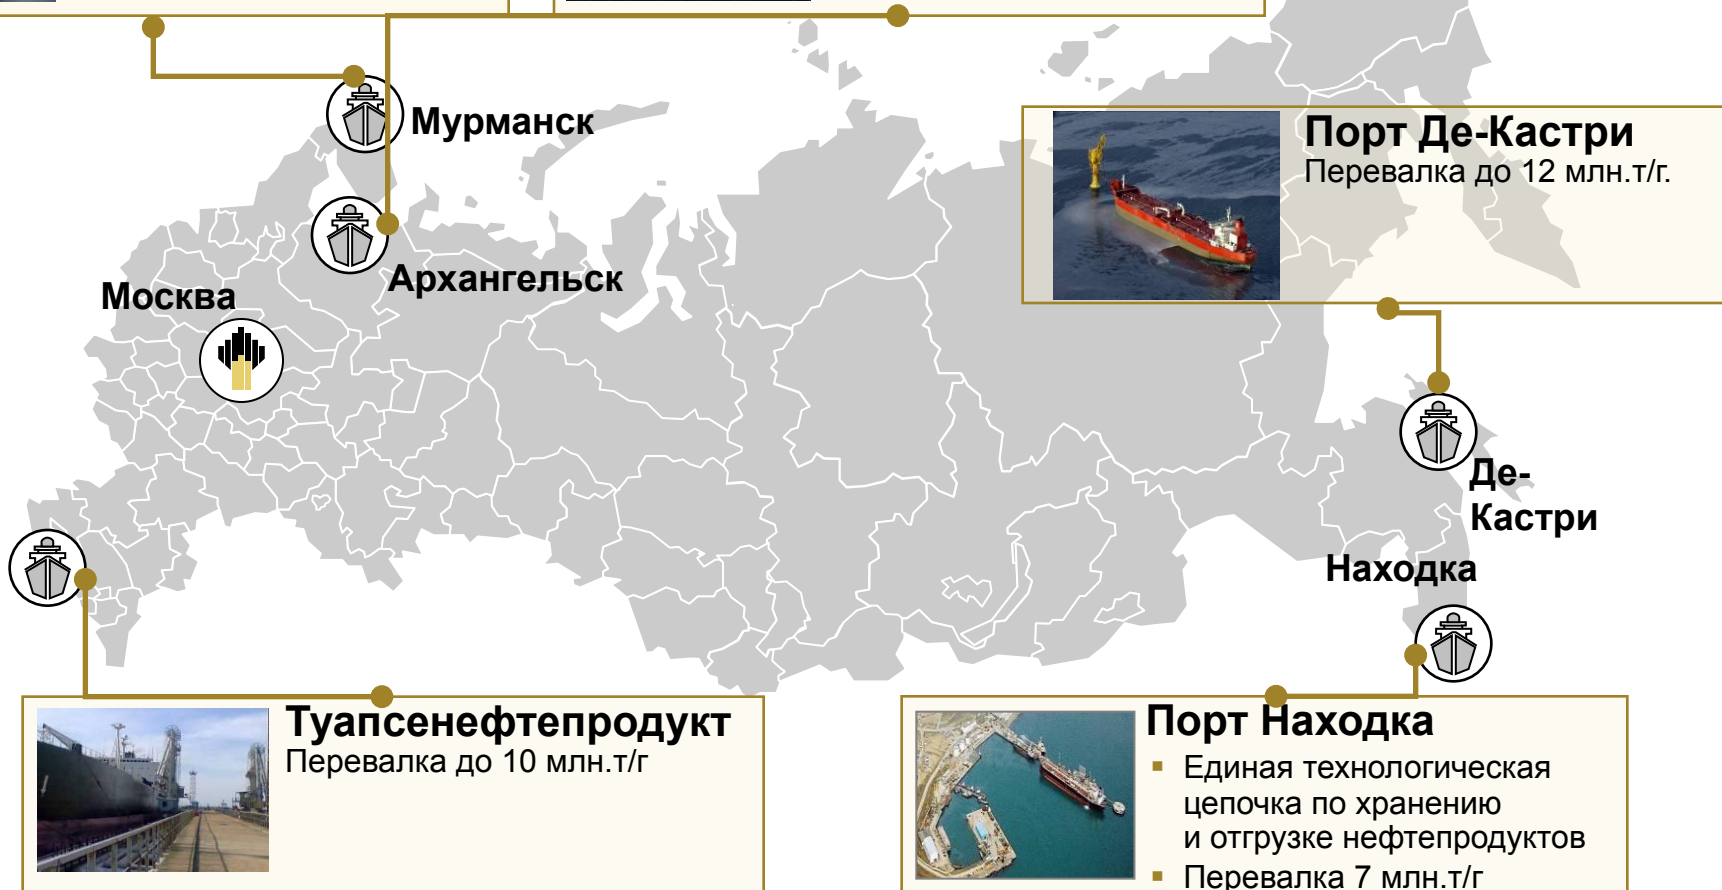 Мурманск
Порт Де-Кастри
Перевалка до 12 млн.т/г.
Архангельск
Москва
Де-
Кастри
Находка
Туапсенефтепродукт
Перевалка до 10 млн.т/г
Порт Находка
▪ Единая технологическая
цепочка по хранению
и отгрузке нефтепродуктов
▪ Перевалка 7 млн.т/г